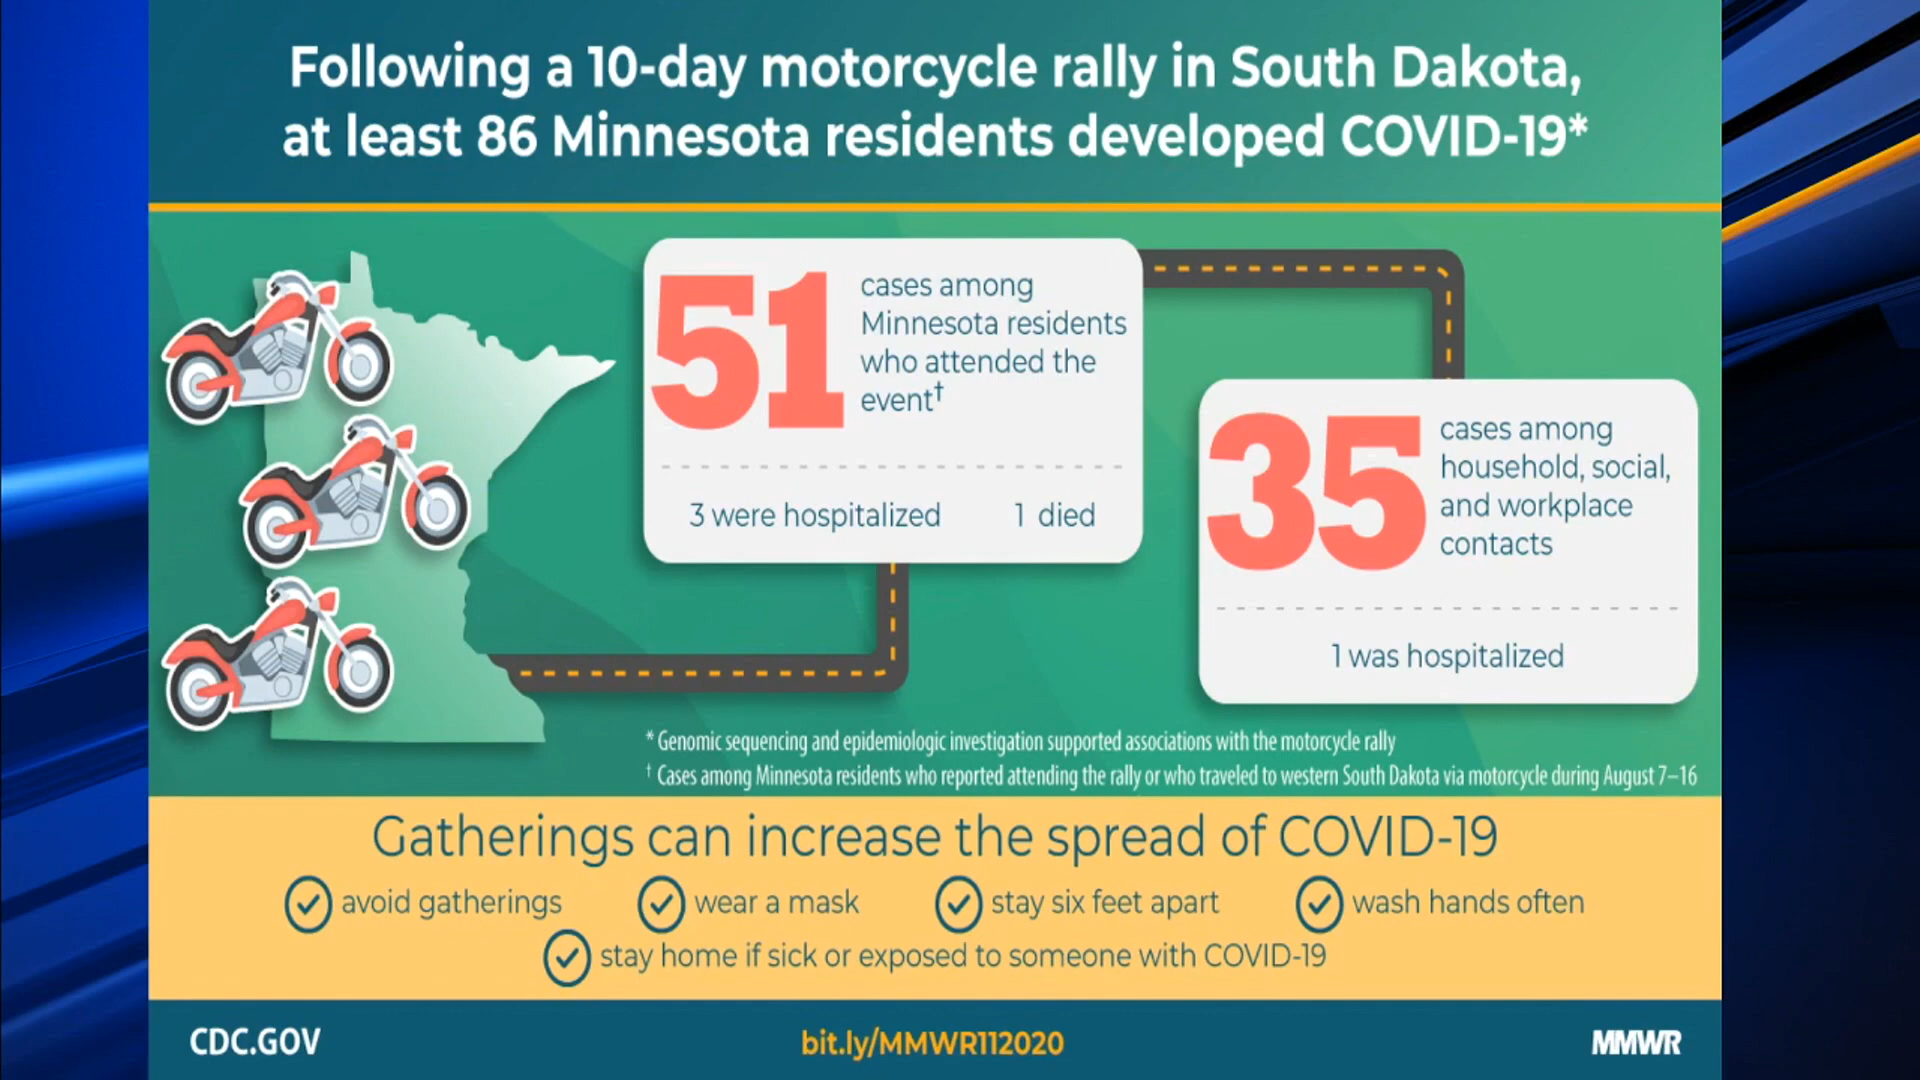 Following a 10-day motorcycle rally in South Dakota,
at least 86 Minnesota residents developed COVID-19*
51
cases among
Minnesota residents
who attended the
event†
3 were hospitalized 1 died
35
cases among
household, social,
and workplace
contacts
1 was hospitalized
* Genomic sequencing and epidemiologic investigation supported associations with the motorcycle rally
† Cases among Minnesota residents who reported attending the rally or who traveled to western South Dakota via motorcycle during August 7–16
Gatherings can increase the spread of COVID-19
avoid gatherings wear a mask stay six feet apart wash hands often
stay home if sick or exposed to someone with COVID-19
CDC.GOV bit.ly/MMWR112020 MMWR